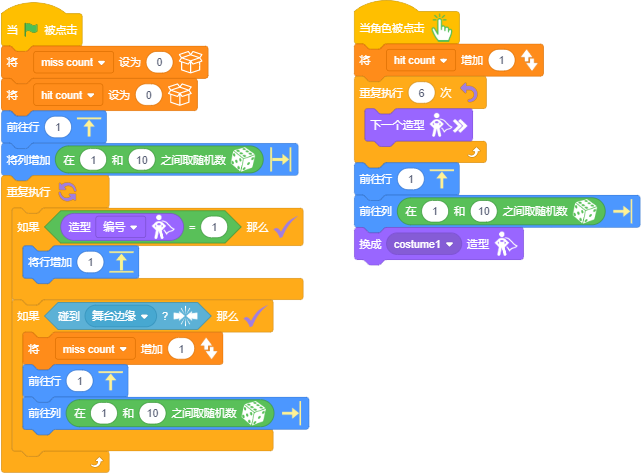 当 被点击
将 miss count 设为 0
将 hit count 设为 0
前往行 1
将列增加 在 1 和 10 之间取随机数
重复执行
如果 造型 编号 = 1 那么
将行增加 1
如果 碰到 舞台边缘 ? 那么
将 miss count 增加 1
前往行 1
前往列 在 1 和 10 之间取随机数
当角色被点击
将 hit count 增加 1
重复执行 6 次
下一个造型
前往行 1
前往列 在 1 和 10 之间取随机数
换成 costume1 造型